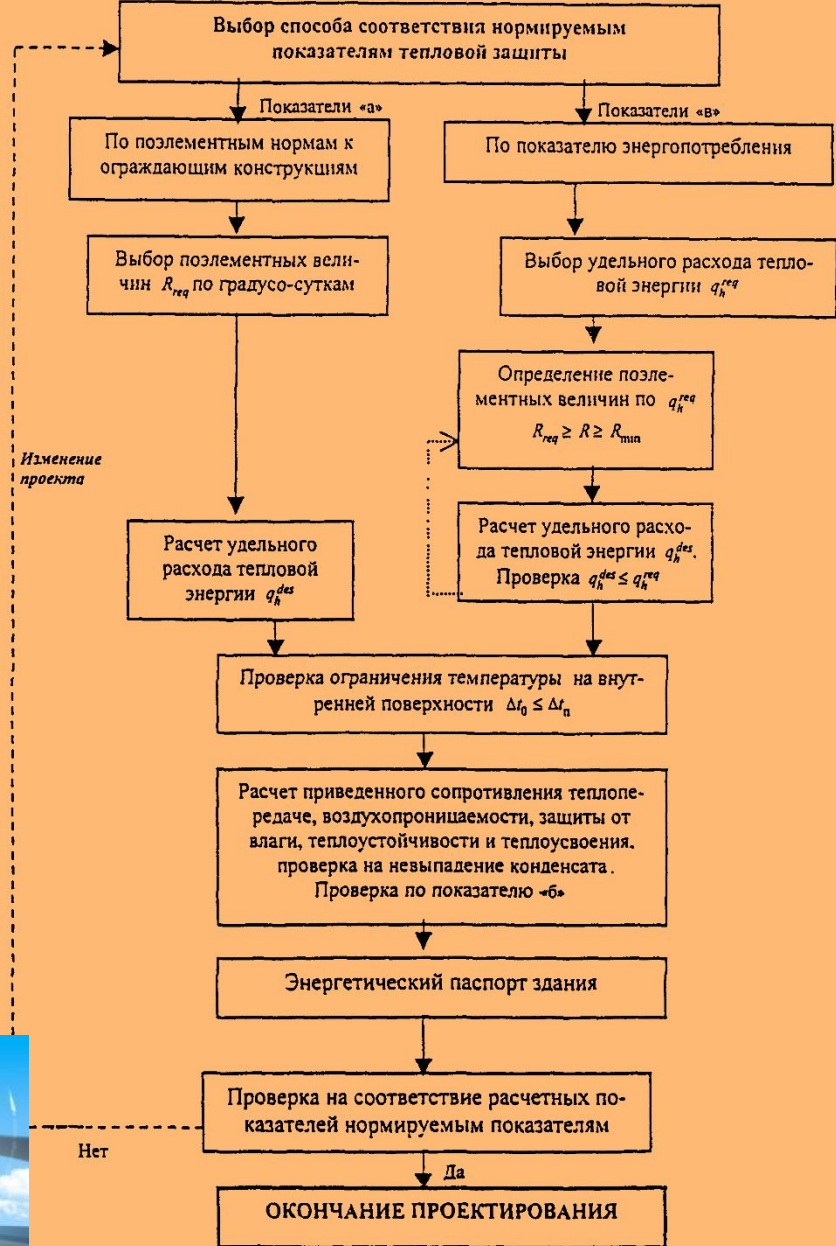 Выбор способа соответствия нормируемым
показателям тепловой защиты
Показатели «а»
Показатели «в»
По поэлементным нормам к
ограждающим конструкциям
По показателю энергопотребления
Выбор поэлементных вели-
чин R_req по градусо-суткам
Выбор удельного расхода тепло-
вой энергии q_h^req
Определение поэле-
ментных величин по q_h^req
R_req ≥ R ≥ R_min
Изменение
проекта
Расчет удельного
расхода тепловой
энергии q_h^des
Расчет удельного расхо-
да тепловой энергии q_h^des.
Проверка q_h^des ≤ q_h^req
Проверка ограничения температуры на внут-
ренней поверхности Δt_0 ≤ Δt_n
Расчет приведенного сопротивления теплопе-
редаче, воздухопроницаемости, защиты от
влаги, теплоустойчивости и теплоусвоения.
проверка на невыпадение конденсата.
Проверка по показателю «б»
Энергетический паспорт здания
Проверка на соответствие расчетных по-
казателей нормируемым показателям
Нет
Да
ОКОНЧАНИЕ ПРОЕКТИРОВАНИЯ